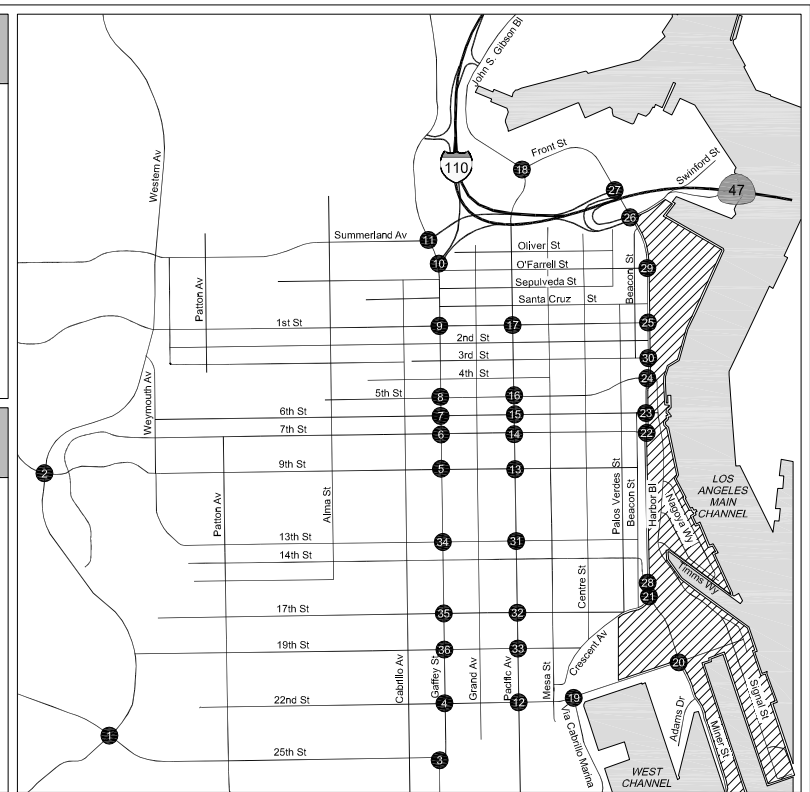 John S. Gibson Bl
Front St
18
110
27
Swinford St
47
26
Western Av
Summerland Av
11
10
Oliver St
O'Farrell St
29
Sepulveda St
Beacon St
Santa Cruz St
Patton Av
1st St
9
17
25
2nd St
3rd St
30
4th St
24
5th St
8
16
Weymouth Av
6th St
7
15
23
7th St
6
14
22
2
9th St
5
13
Patton Av
Alma St
Palos Verdes St
Beacon St
Harbor Bl
Nagoya Wy
LOS
ANGELES
MAIN
CHANNEL
13th St
34
31
14th St
Centre St
28
Timms Wy
21
17th St
35
32
19th St
36
33
Crescent Av
20
Cabrillo Av
Gaffey St
Grand Av
Pacific Av
Mesa St
22nd St
4
12
19
Via Cabrillo Marina
Adams Dr
Miner St
Signal St
1
25th St
3
WEST
CHANNEL